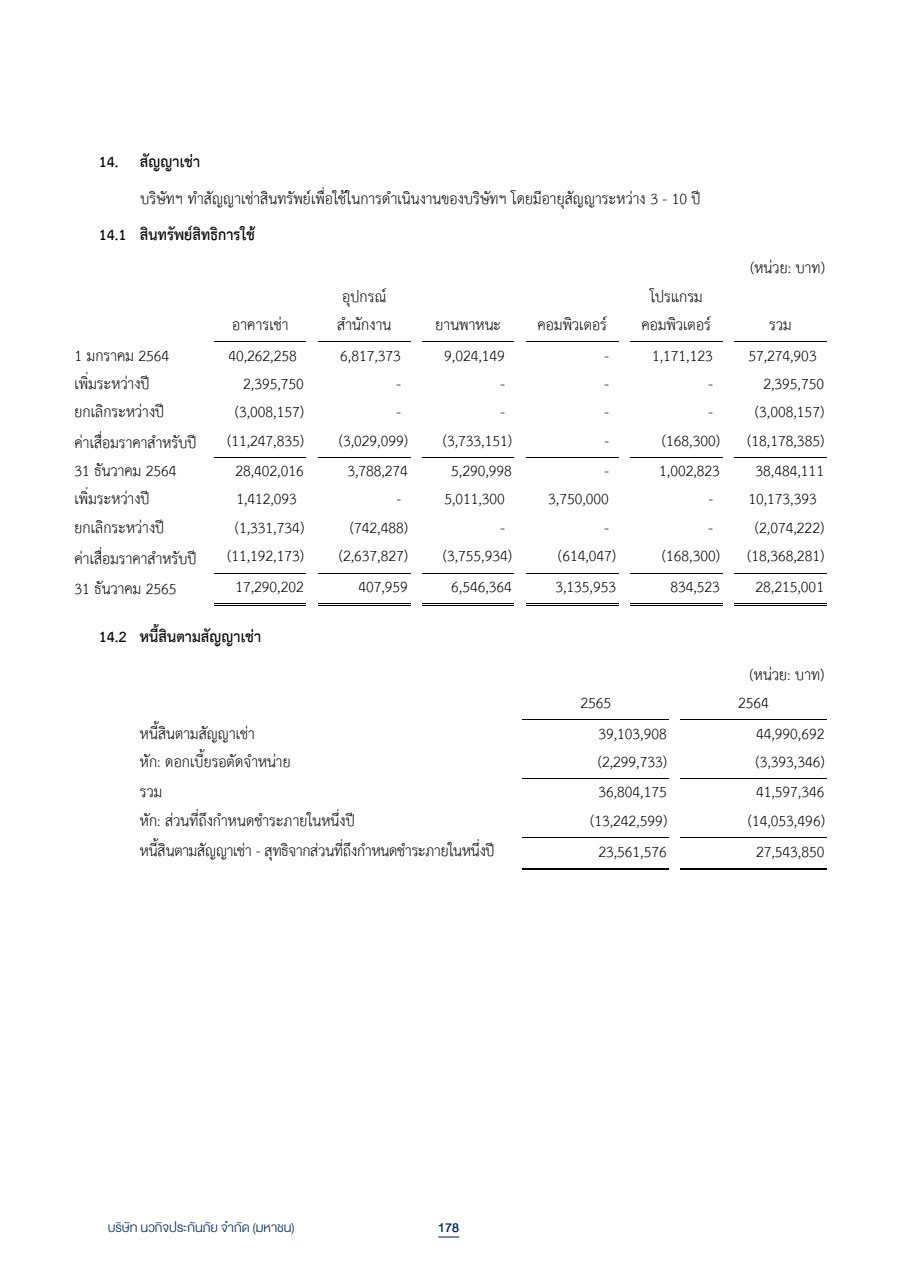 14. สัญญาเช่า
บริษัทฯ ทำสัญญาเช่าสินทรัพย์เพื่อใช้ในการดำเนินงานของบริษัทฯ โดยมีอายุสัญญาระหว่าง 3 - 10 ปี
14.1 สินทรัพย์สิทธิการใช้
(หน่วย: บาท)
อุปกรณ์ โปรแกรม
อาคารเช่า สำนักงาน ยานพาหนะ คอมพิวเตอร์ คอมพิวเตอร์ รวม
1 มกราคม 2564 40,262,258 6,817,373 9,024,149 - 1,171,123 57,274,903
เพิ่มระหว่างปี 2,395,750 - - - - 2,395,750
ยกเลิกระหว่างปี (3,008,157) - - - - (3,008,157)
ค่าเสื่อมราคาสำหรับปี (11,247,835) (3,029,099) (3,733,151) - (168,300) (18,178,385)
31 ธันวาคม 2564 28,402,016 3,788,274 5,290,998 - 1,002,823 38,484,111
เพิ่มระหว่างปี 1,412,093 - 5,011,300 3,750,000 - 10,173,393
ยกเลิกระหว่างปี (1,331,734) (742,488) - - - (2,074,222)
ค่าเสื่อมราคาสำหรับปี (11,192,173) (2,637,827) (3,755,934) (614,047) (168,300) (18,368,281)
31 ธันวาคม 2565 17,290,202 407,959 6,546,364 3,135,953 834,523 28,215,001
14.2 หนี้สินตามสัญญาเช่า
(หน่วย: บาท)
2565 2564
หนี้สินตามสัญญาเช่า 39,103,908 44,990,692
หัก: ดอกเบี้ยรอตัดจำหน่าย (2,299,733) (3,393,346)
รวม 36,804,175 41,597,346
หัก: ส่วนที่ถึงกำหนดชำระภายในหนึ่งปี (13,242,599) (14,053,496)
หนี้สินตามสัญญาเช่า - สุทธิจากส่วนที่ถึงกำหนดชำระภายในหนึ่งปี 23,561,576 27,543,850
บริษัท นวกิจประกันภัย จำกัด (มหาชน) 178